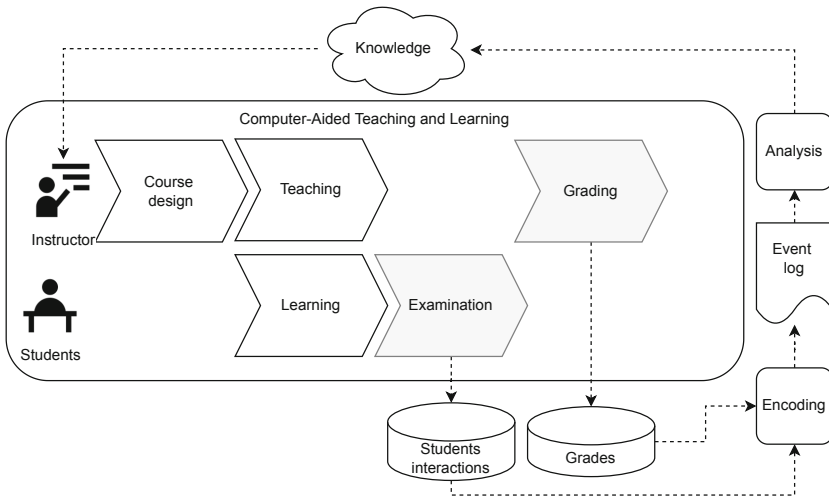 Knowledge
Computer-Aided Teaching and Learning
Instructor
Course
design
Teaching
Grading
Students
Learning
Examination
Students
interactions
Grades
Encoding
Event
log
Analysis